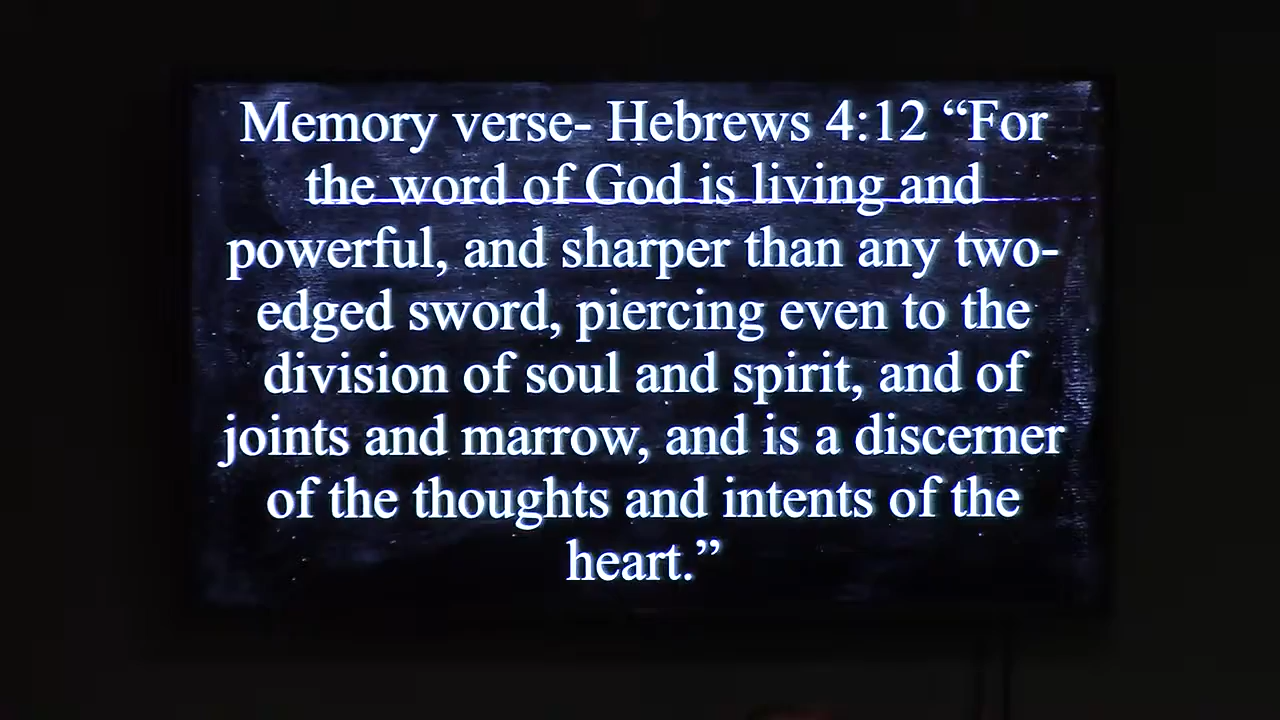 Memory verse- Hebrews 4:12 “For
the word of God is living and
powerful, and sharper than any two-
edged sword, piercing even to the
division of soul and spirit, and of
joints and marrow, and is a discerner
of the thoughts and intents of the
heart.”